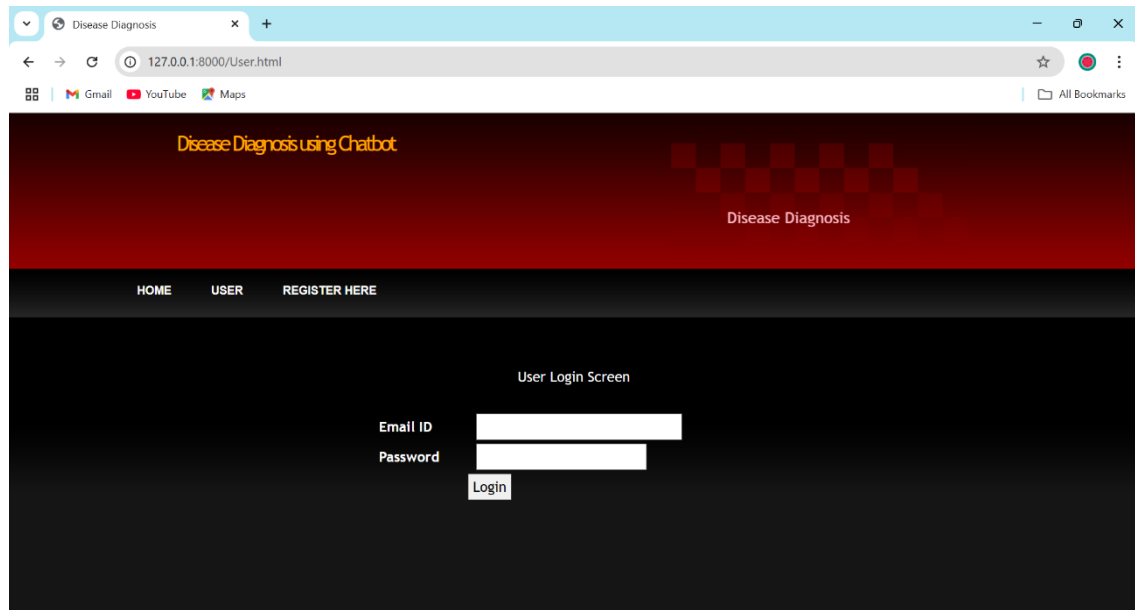 Disease Diagnosis
127.0.0.1:8000/User.html
Gmail YouTube Maps All Bookmarks
Disease Diagnosis using Chatbot
Disease Diagnosis
HOME USER REGISTER HERE
User Login Screen
Email ID
Password
Login